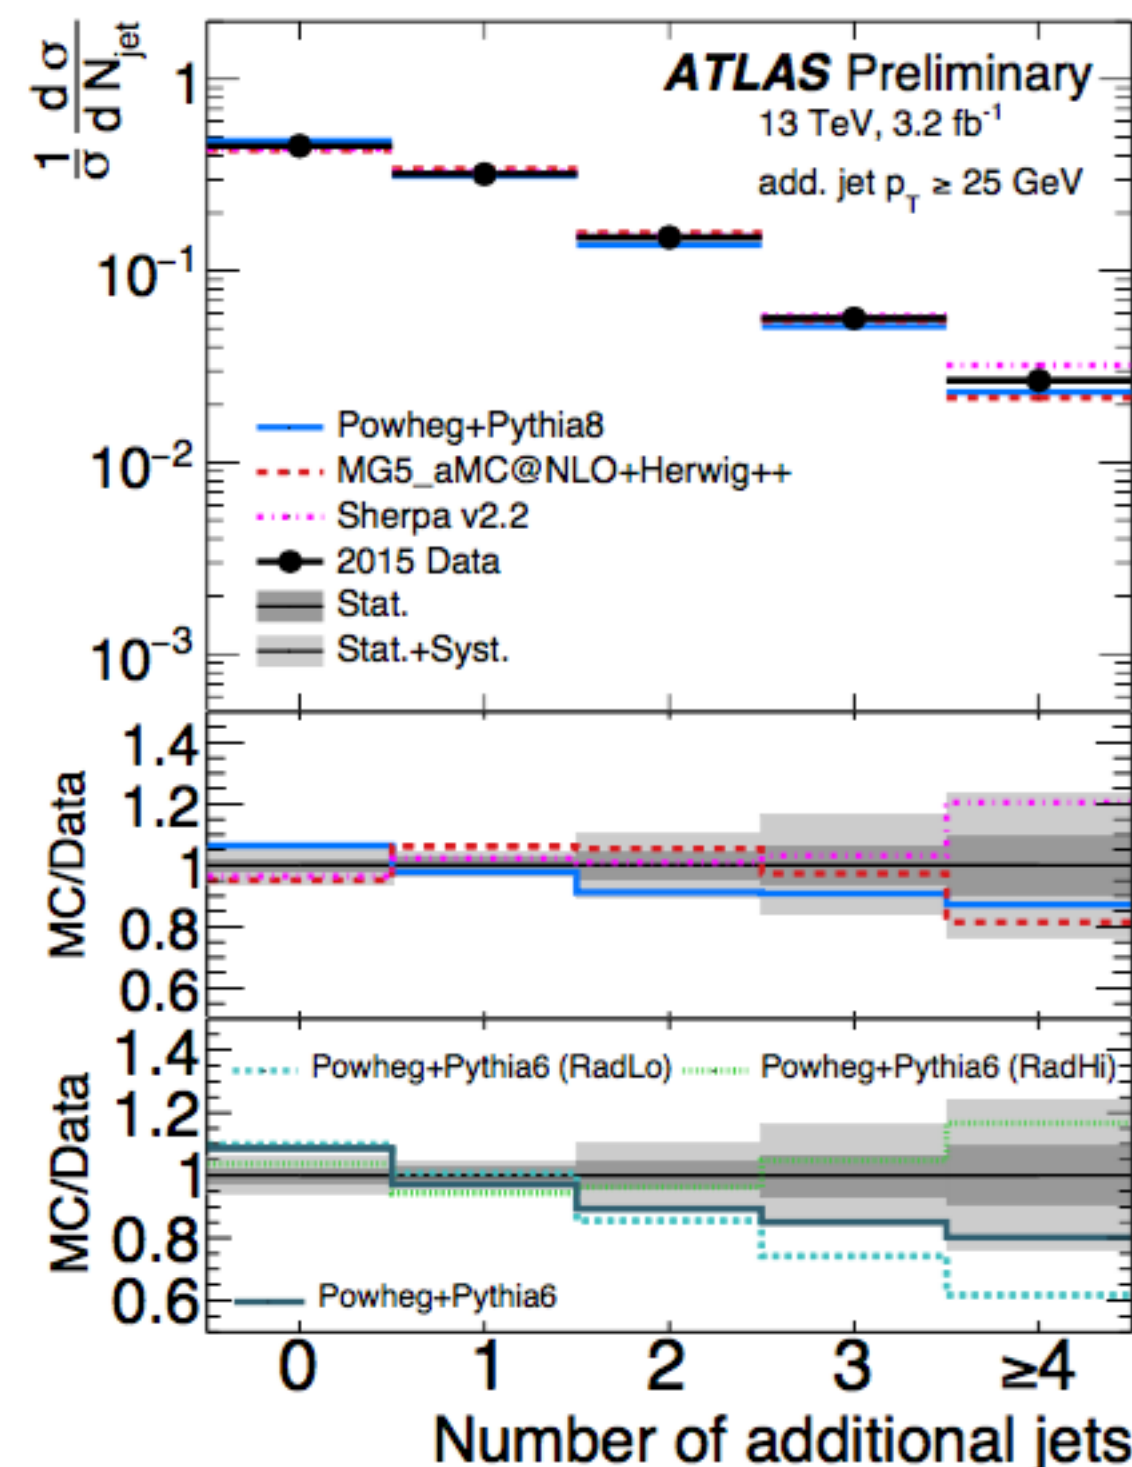 1/σ dσ/dN_jet
ATLAS Preliminary
13 TeV, 3.2 fb⁻¹
add. jet p_T ≥ 25 GeV
1
10⁻¹
10⁻²
10⁻³
Powheg+Pythia8
MG5_aMC@NLO+Herwig++
Sherpa v2.2
2015 Data
Stat.
Stat.+Syst.
MC/Data
1.4
1.2
1
0.8
0.6
MC/Data
1.4
1.2
1
0.8
0.6
Powheg+Pythia6 (RadLo)
Powheg+Pythia6 (RadHi)
Powheg+Pythia6
0 1 2 3 ≥4
Number of additional jets